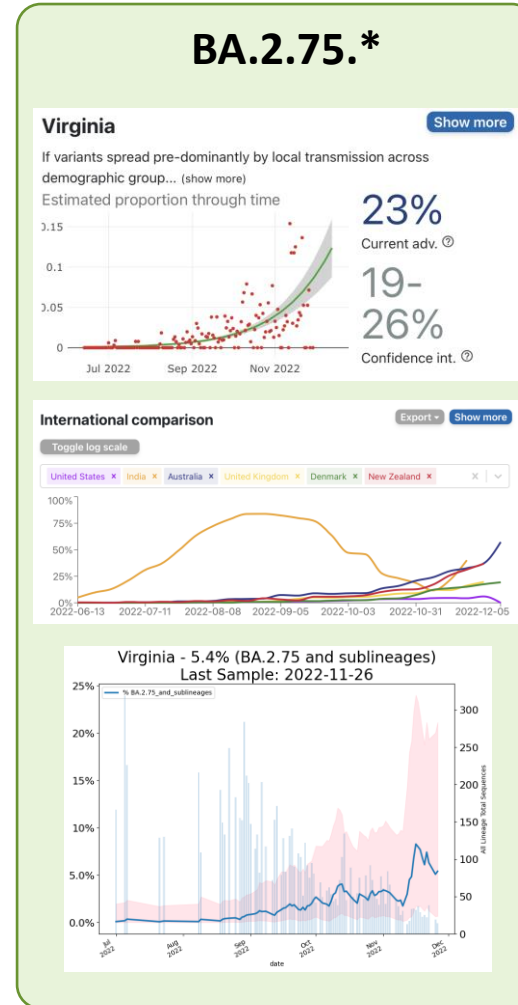 BA.2.75.*
Virginia
Show more
If variants spread pre-dominantly by local transmission across
demographic group... (show more)
Estimated proportion through time
0.15
0.1
0.05
0
Jul 2022 Sep 2022 Nov 2022
23%
Current adv. ?
19-
26%
Confidence int. ?
International comparison
Export Show more
Toggle log scale
United States × India × Australia × United Kingdom × Denmark × New Zealand × ×
100%
75%
50%
25%
0%
2022-06-13 2022-07-11 2022-08-08 2022-09-05 2022-10-03 2022-10-31 2022-12-05
Virginia - 5.4% (BA.2.75 and sublineages)
Last Sample: 2022-11-26
% BA.2.75_and_sublineages
25%
20%
15%
10%
5.0%
0.0%
300
250
200
150
100
50
0
All Lineage Total Sequences
Jul 2022 Aug 2022 Sep 2022 Oct 2022 Nov 2022 Dec 2022
date